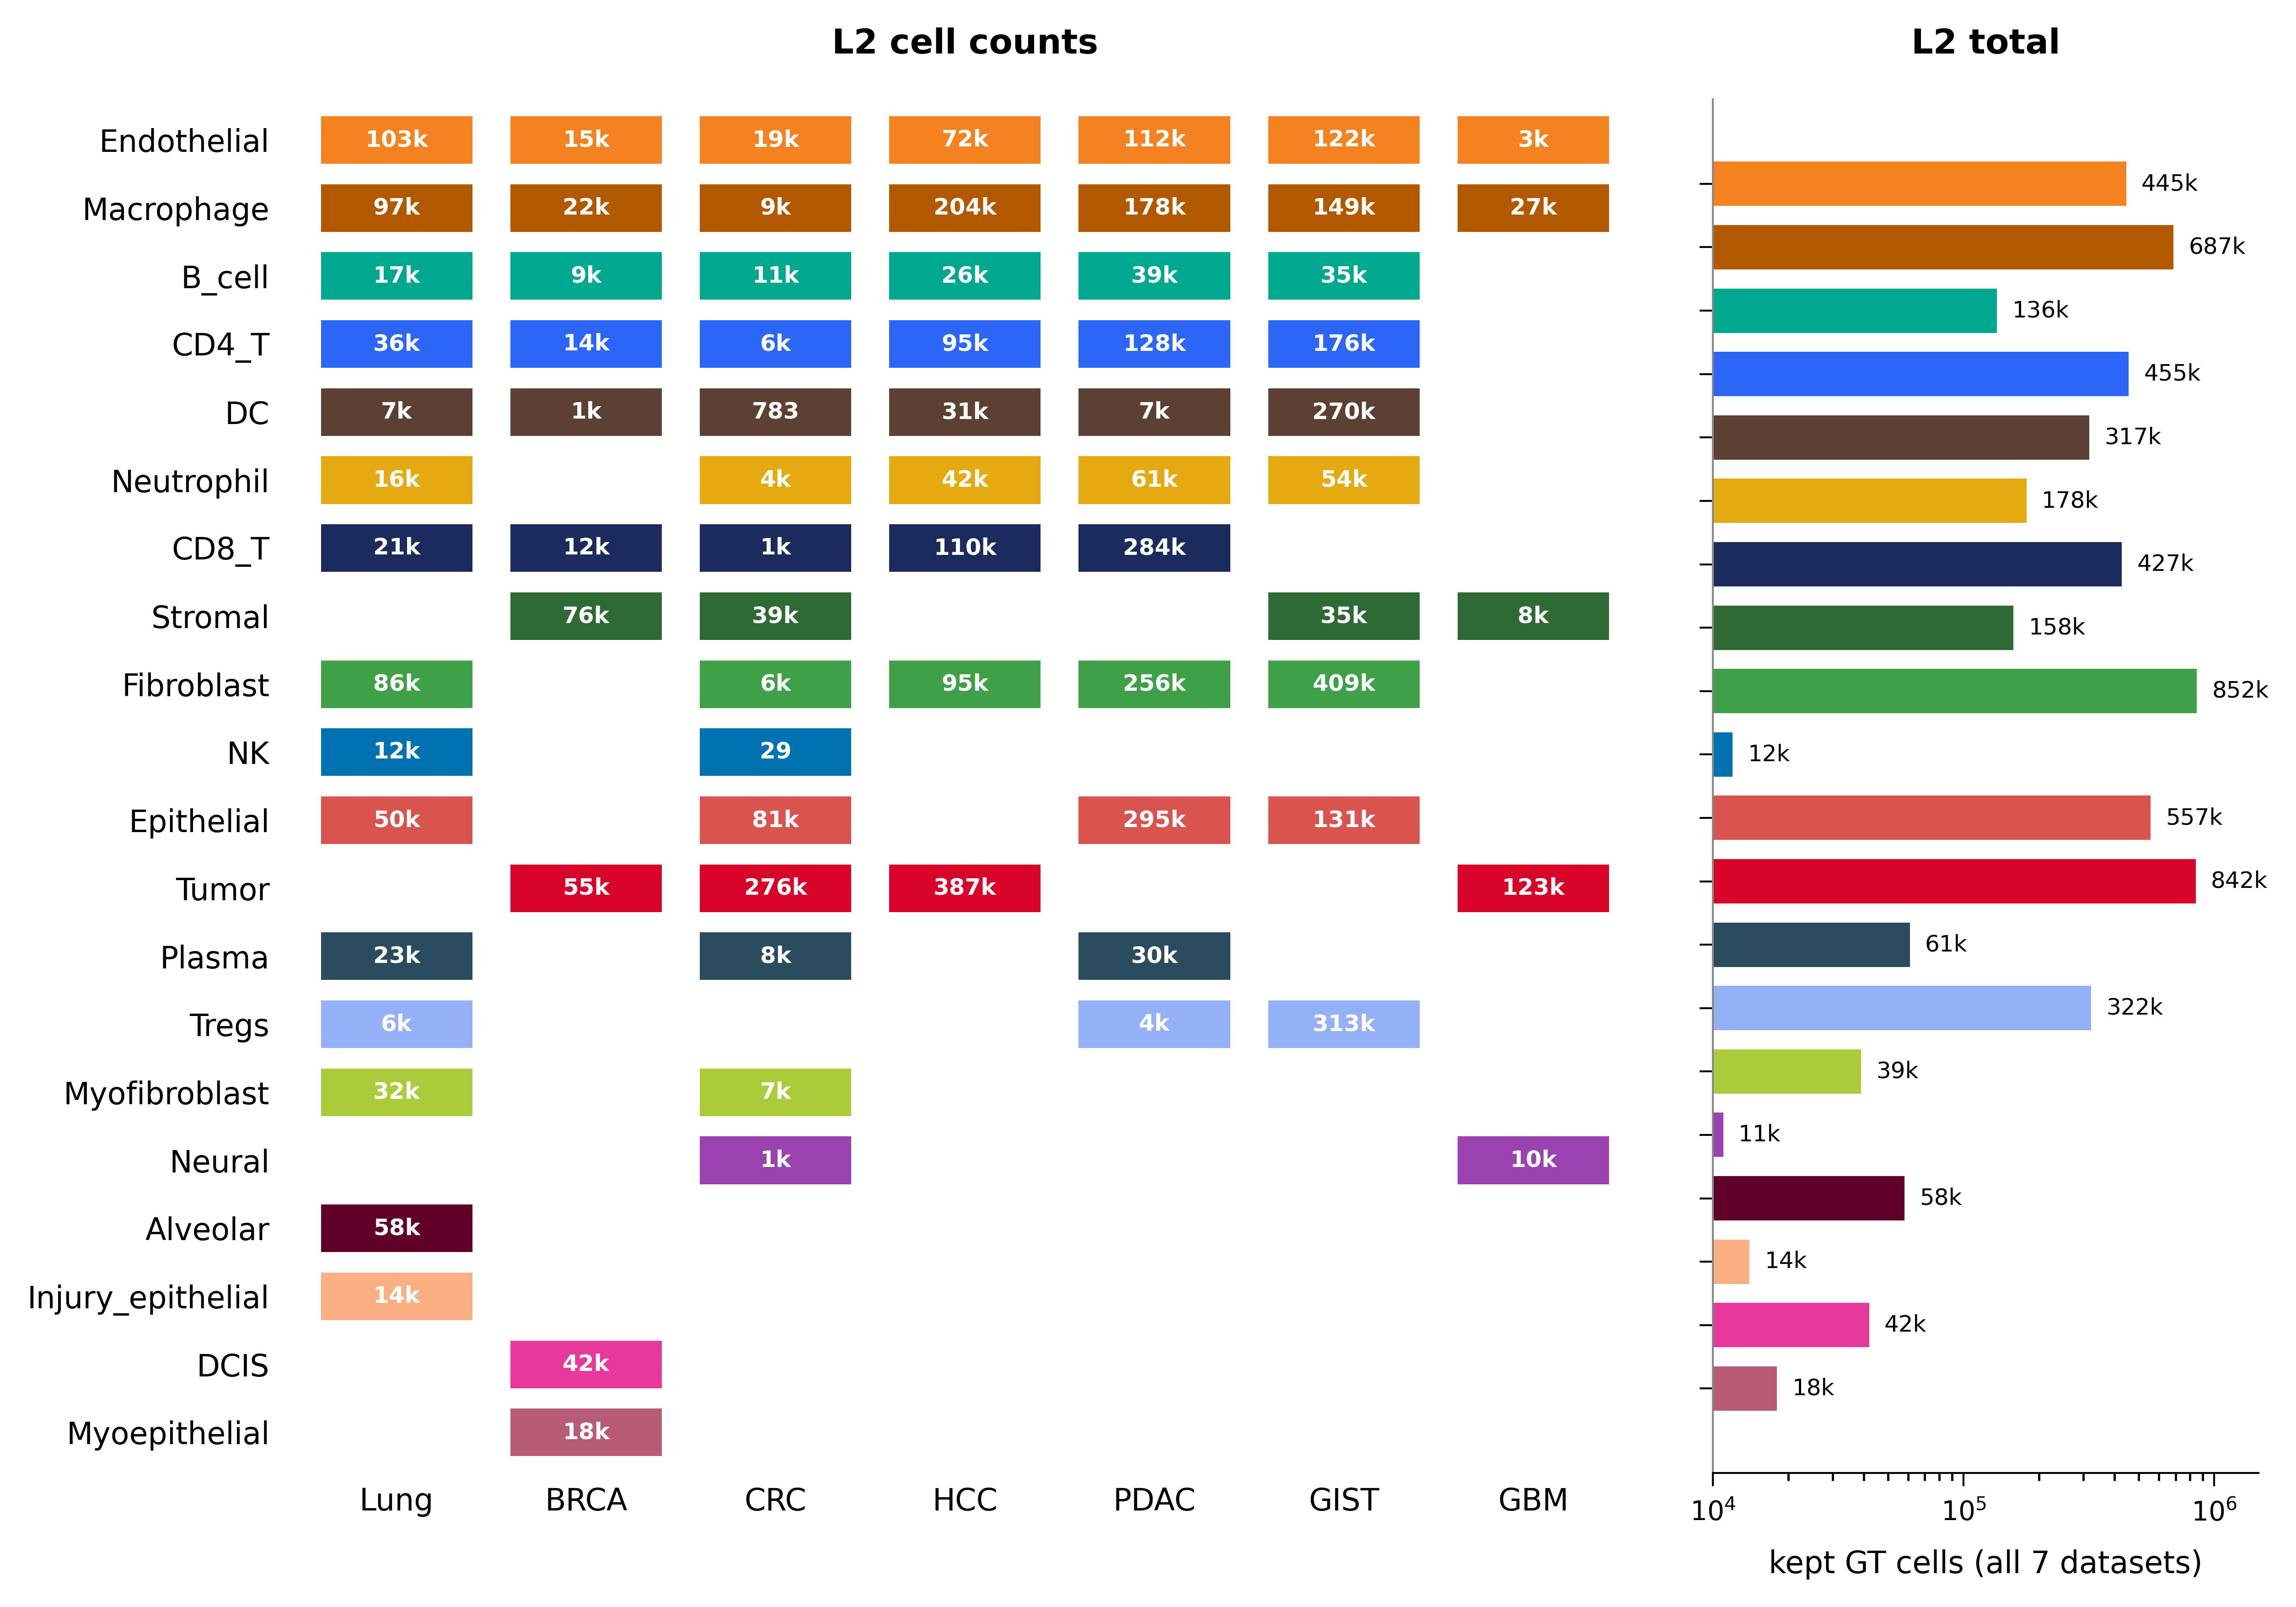 L2 cell counts
L2 total
Endothelial 103k 15k 19k 72k 112k 122k 3k
445k
Macrophage 97k 22k 9k 204k 178k 149k 27k
687k
B_cell 17k 9k 11k 26k 39k 35k
136k
CD4_T 36k 14k 6k 95k 128k 176k
455k
DC 7k 1k 783 31k 7k 270k
317k
Neutrophil 16k 4k 42k 61k 54k
178k
CD8_T 21k 12k 1k 110k 284k
427k
Stromal 76k 39k 35k 8k
158k
Fibroblast 86k 6k 95k 256k 409k
852k
NK 12k 29
12k
Epithelial 50k 81k 295k 131k
557k
Tumor 55k 276k 387k 123k
842k
Plasma 23k 8k 30k
61k
Tregs 6k 4k 313k
322k
Myofibroblast 32k 7k
39k
Neural 1k 10k
11k
Alveolar 58k
58k
Injury_epithelial 14k
14k
DCIS 42k
42k
Myoepithelial 18k
18k
Lung BRCA CRC HCC PDAC GIST GBM
10⁴ 10⁵ 10⁶
kept GT cells (all 7 datasets)